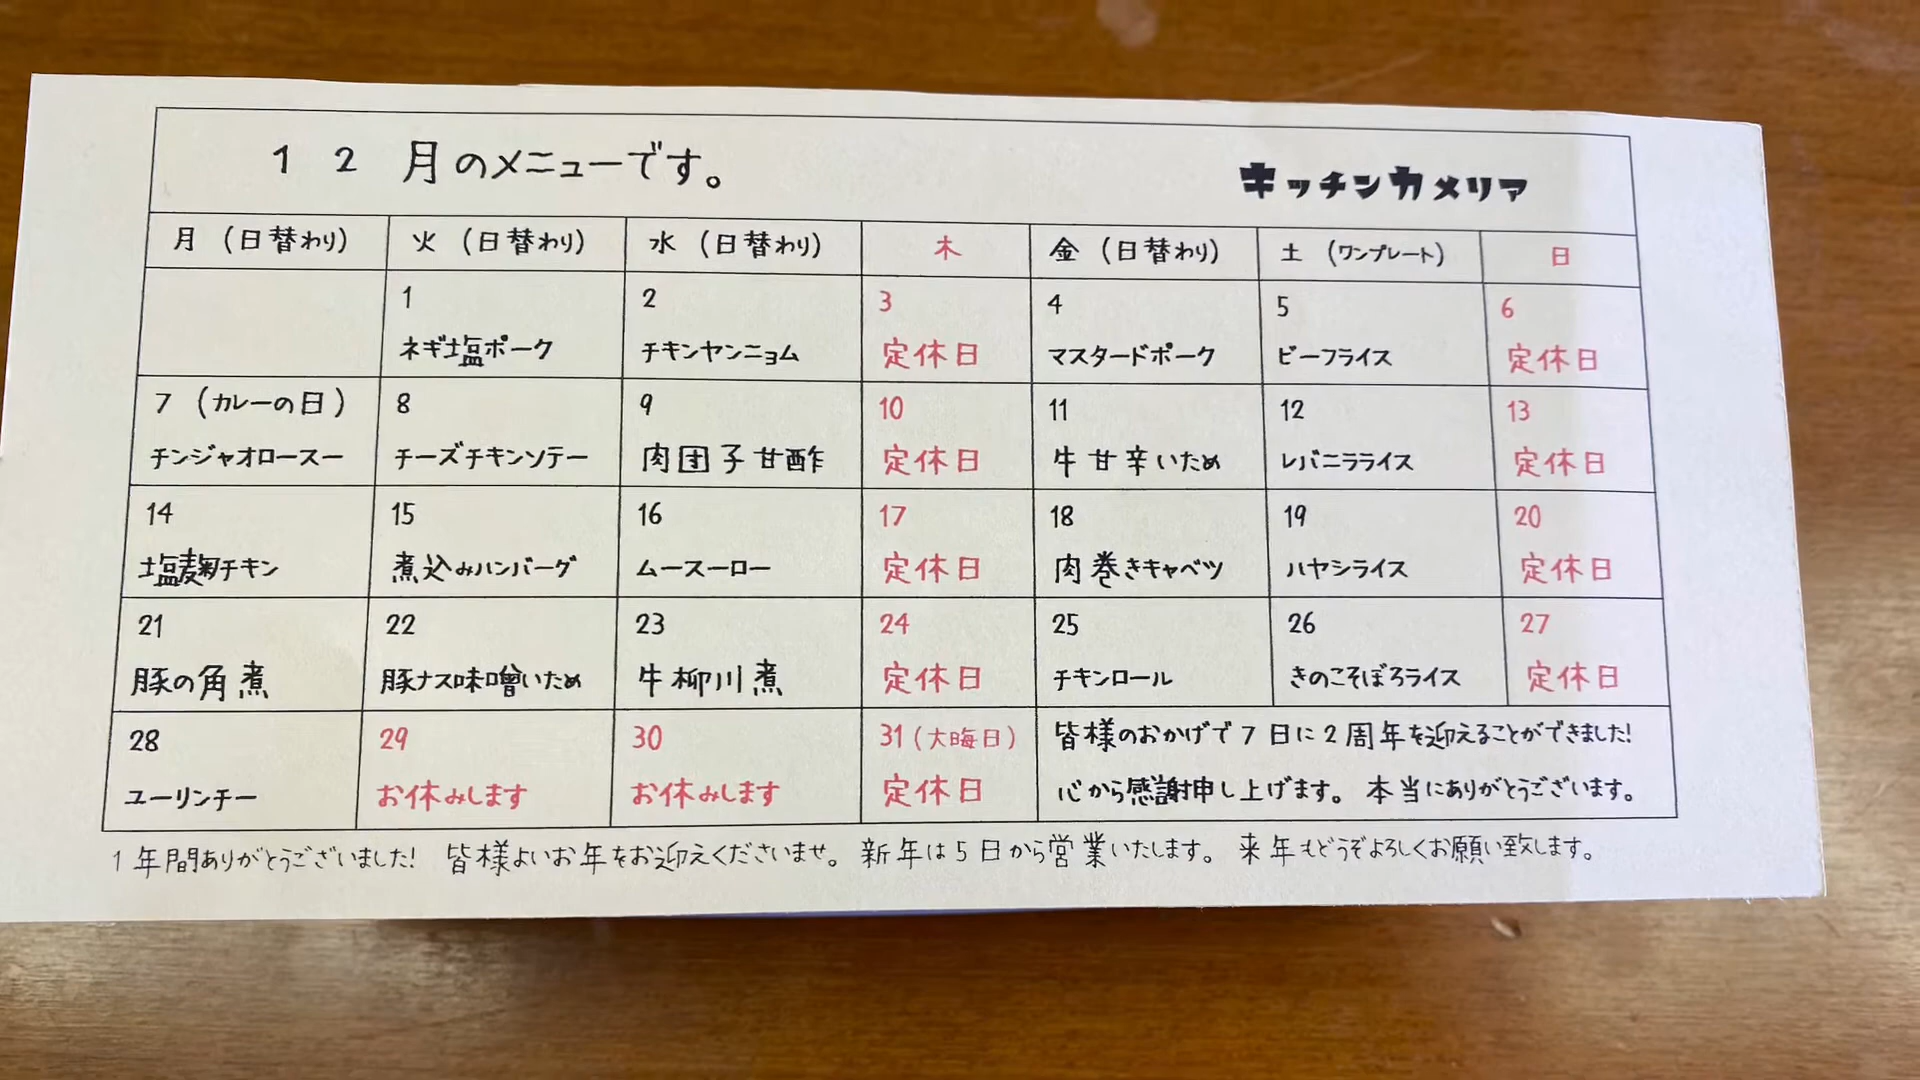 12月のメニューです。 キッチンカメリア
月（日替わり） 火（日替わり） 水（日替わり） 木 金（日替わり） 土（ワンプレート） 日
1 2 3 4 5 6
ネギ塩ポーク チキンヤンニョム 定休日 マスタードポーク ビーフライス 定休日
7（カレーの日） 8 9 10 11 12 13
チンジャオロースー チーズチキンソテー 肉団子甘酢 定休日 牛甘辛いため レバニラライス 定休日
14 15 16 17 18 19 20
塩麹チキン 煮込みハンバーグ ムースーロー 定休日 肉巻きキャベツ ハヤシライス 定休日
21 22 23 24 25 26 27
豚の角煮 豚ナス味噌いため 牛柳川煮 定休日 チキンロール きのこそぼろライス 定休日
28 29 30 31（大晦日） 皆様のおかげで7日に2周年を迎えることができました!
ユーリンチー お休みします お休みします 定休日 心から感謝申し上げます。 本当にありがとうございます。
1年間ありがとうございました! 皆様よいお年をお迎えくださいませ。 新年は5日から営業いたします。 来年もどうぞよろしくお願い致します。